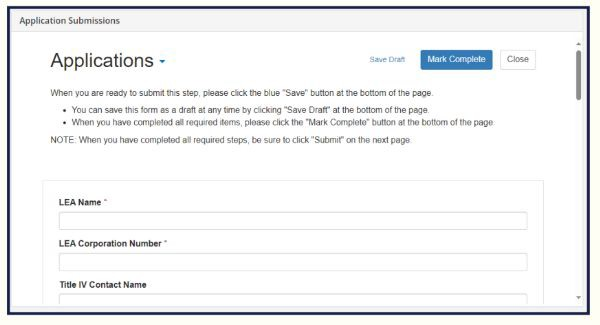 Application Submissions
Applications
Save Draft
Mark Complete
Close
When you are ready to submit this step, please click the blue "Save" button at the bottom of the page.
• You can save this form as a draft at any time by clicking "Save Draft" at the bottom of the page.
• When you have completed all required items, please click the "Mark Complete" button at the bottom of the page
NOTE: When you have completed all required steps, be sure to click "Submit" on the next page.
LEA Name *
LEA Corporation Number *
Title IV Contact Name